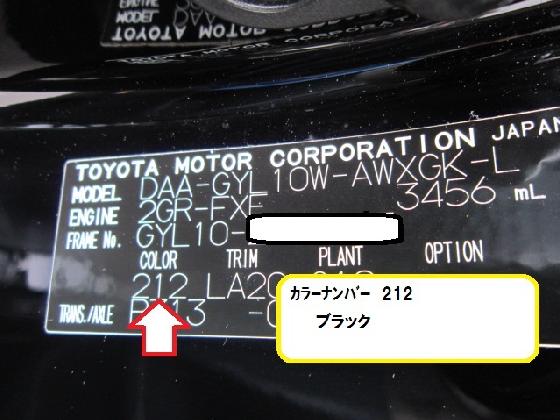 TOYOTA MOTOR CORPORATION JAPAN
MODEL DAA-GYL10W-AWXGK-L
ENGINE 2GR-FXE 3456 mL
FRAME No. GYL10-
COLOR TRIM PLANT OPTION
212 LA20
TRANS./AXLE
カラーナンバー 212
ブラック